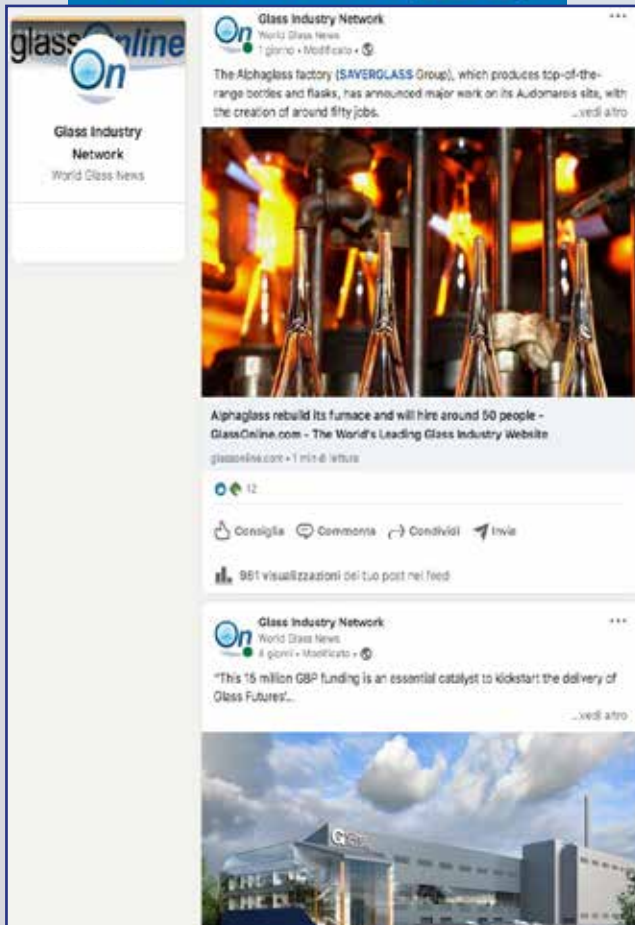 glassOnline
On
Glass Industry
Network
World Glass News
On
Glass Industry Network
World Glass News
1 giorno • Modificato •
The Alphaglass factory (SAVERGLASS Group), which produces top-of-the-
range bottles and flasks, has announced major work on its Audomarois site, with
the creation of around fifty jobs.
...vedi altro
Alphaglass rebuild its furnace and will hire around 50 people -
GlassOnline.com - The World's Leading Glass Industry Website
glassonline.com • 1 min di lettura
12
Consiglia Commenta Condividi Invia
981 visualizzazioni del tuo post nel feed
On
Glass Industry Network
World Glass News
4 giorni • Modificato •
"This 15 million GBP funding is an essential catalyst to kickstart the delivery of
Glass Futures'...
...vedi altro